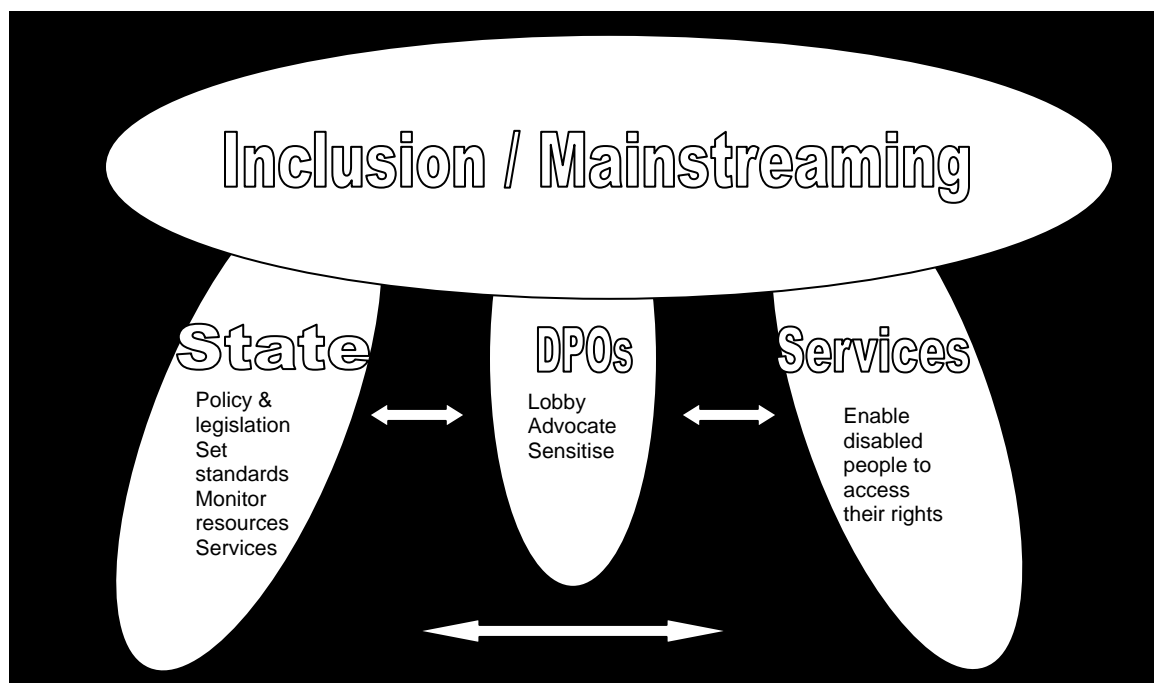 Inclusion / Mainstreaming
State
Policy &
legislation
Set
standards
Monitor
resources
Services
DPOs
Lobby
Advocate
Sensitise
Services
Enable
disabled
people to
access
their rights